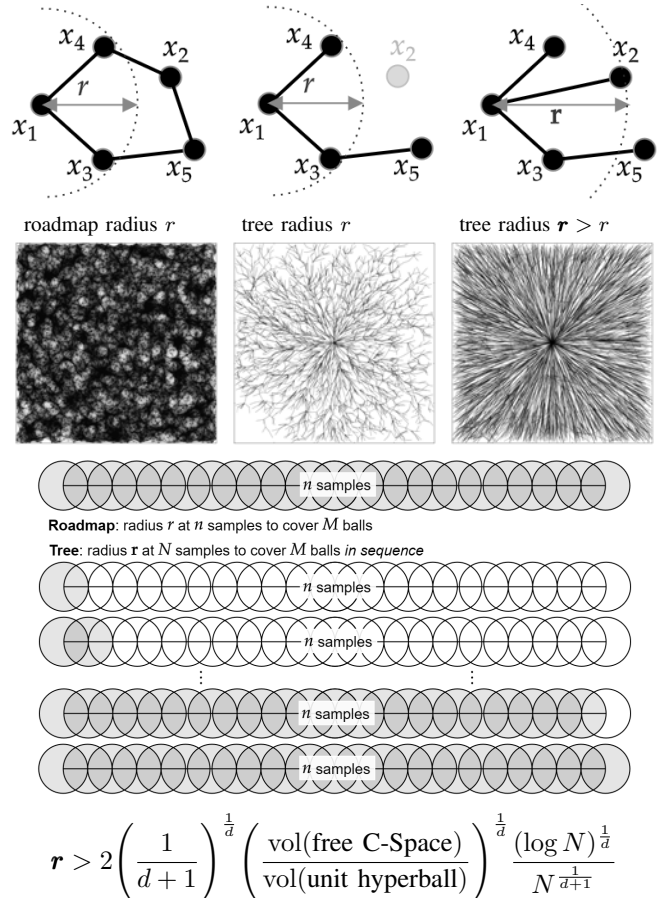 x₄ x₂ x₄ x₂ x₄ x₂
r r 𝐫
x₁ x₁ x₁
x₃ x₅ x₃ x₅ x₃ x₅
roadmap radius r tree radius r tree radius r > r
n samples
Roadmap: radius r at n samples to cover M balls
Tree: radius r at N samples to cover M balls in sequence
n samples
n samples
⋮ ⋮
n samples
n samples
r > 2 (1/(d+1))^(1/d) (vol(free C-Space)/vol(unit hyperball))^(1/d) (log N)^(1/d)/N^(1/(d+1))